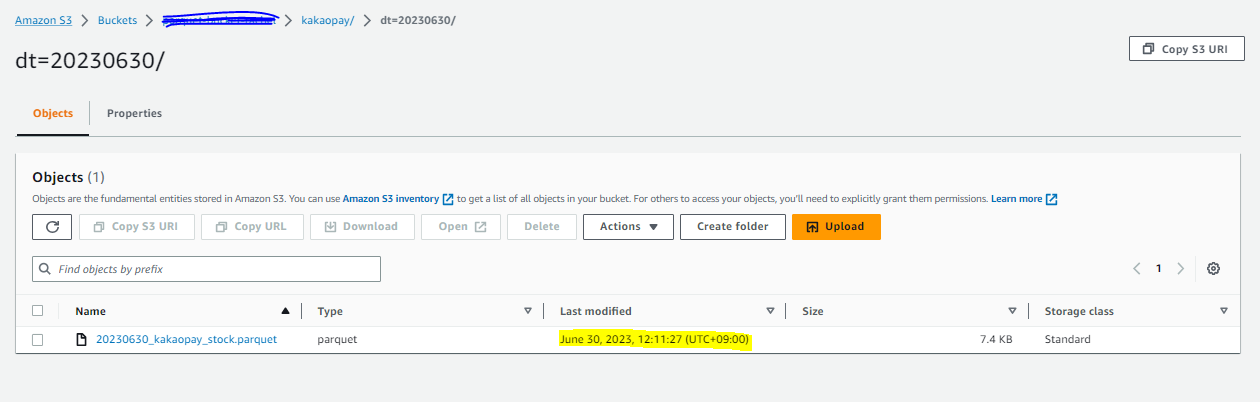 Amazon S3 > Buckets > > kakaopay/ > dt=20230630/
dt=20230630/
Copy S3 URI
Objects
Properties
Objects (1)
Objects are the fundamental entities stored in Amazon S3. You can use Amazon S3 inventory to get a list of all objects in your bucket. For others to access your objects, you'll need to explicitly grant them permissions. Learn more
Copy S3 URI Copy URL Download Open Delete Actions Create folder Upload
Find objects by prefix
1
Name Type Last modified Size Storage class
20230630_kakaopay_stock.parquet parquet June 30, 2023, 12:11:27 (UTC+09:00) 7.4 KB Standard